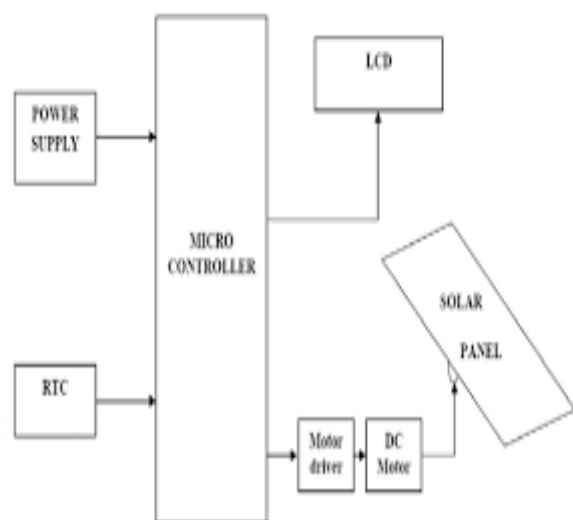 POWER
SUPPLY
RTC
MICRO
CONTROLLER
LCD
SOLAR
PANEL
Motor
driver
DC
Motor